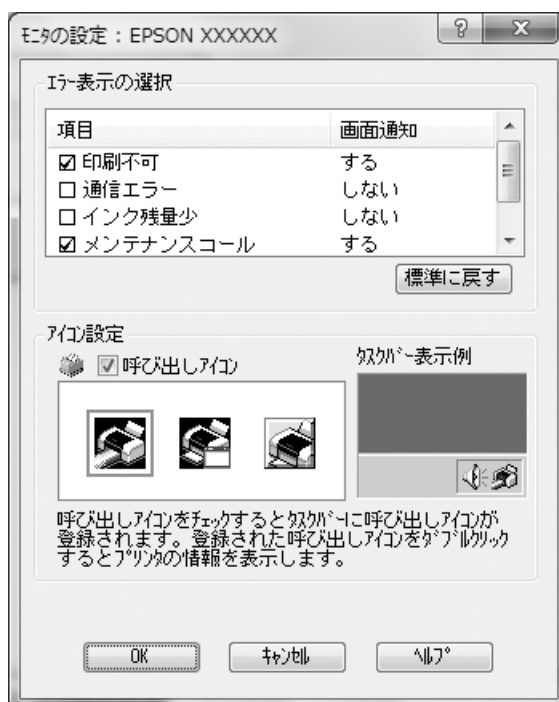 ﾓﾆﾀの設定：EPSON XXXXXX
ｴﾗｰ表示の選択
項目 画面通知
印刷不可 する
通信エラー しない
インク残量少 しない
メンテナンスコール する
標準に戻す
ｱｲｺﾝ設定
呼び出しｱｲｺﾝ
ﾀｽｸﾊﾞｰ表示例
呼び出しｱｲｺﾝをﾁｪｯｸするとﾀｽｸﾊﾞｰに呼び出しｱｲｺﾝが
登録されます。登録された呼び出しｱｲｺﾝをﾀﾞﾌﾞﾙｸﾘｯｸ
するとﾌﾟﾘﾝﾀの情報を表示します。
OK ｷｬﾝｾﾙ ﾍﾙﾌﾟ